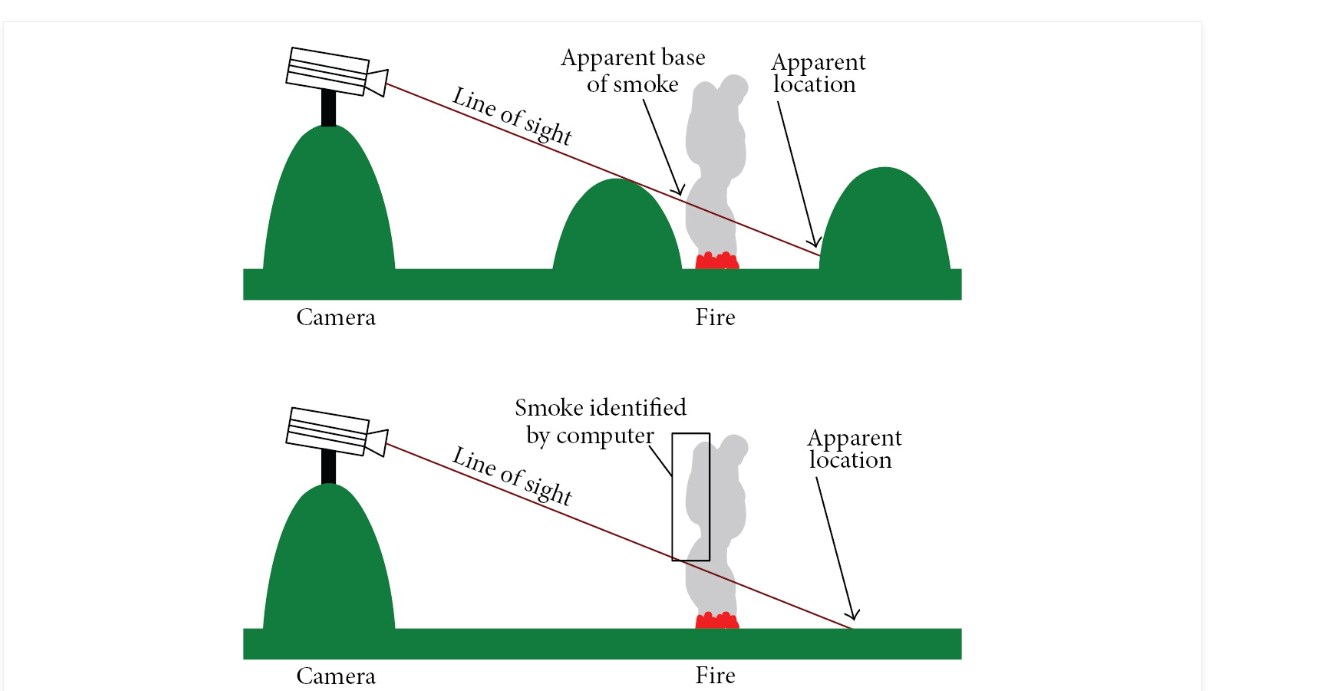 Apparent base
of smoke
Apparent
location
Line of sight
Camera
Fire
Smoke identified
by computer
Apparent
location
Line of sight
Camera
Fire